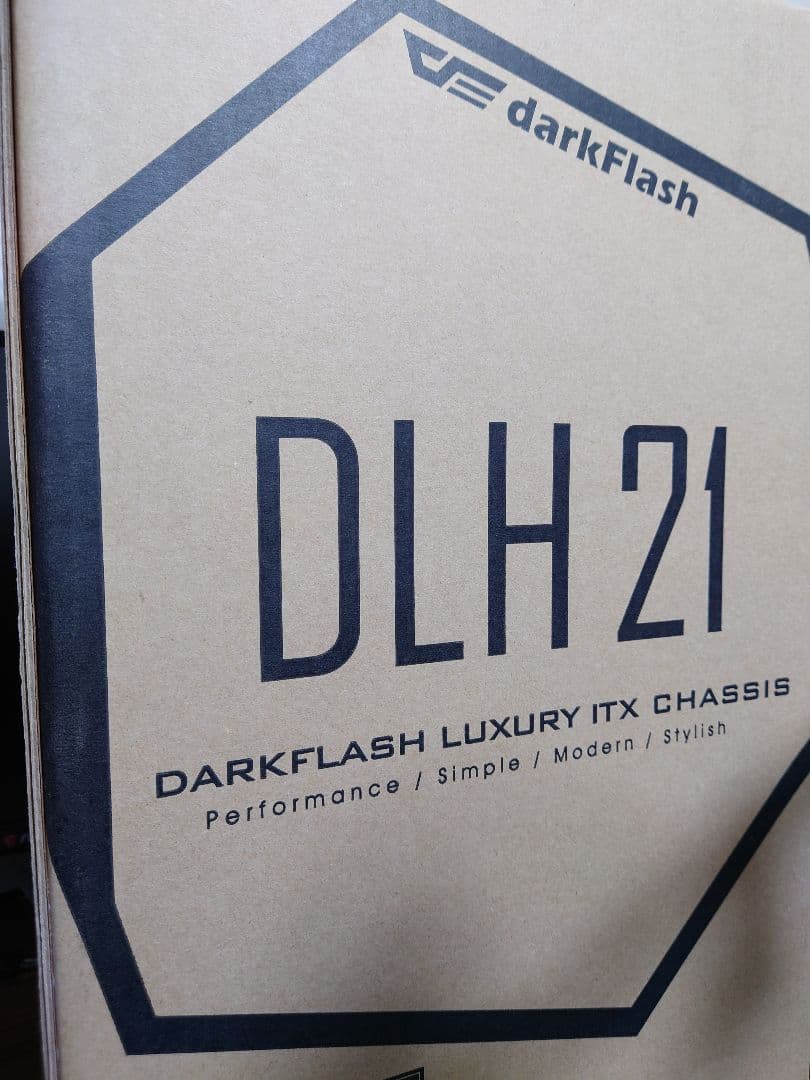 darkFlash
DLH 21
DARKFLASH LUXURY ITX CHASSIS
Performance / Simple / Modern / Stylish